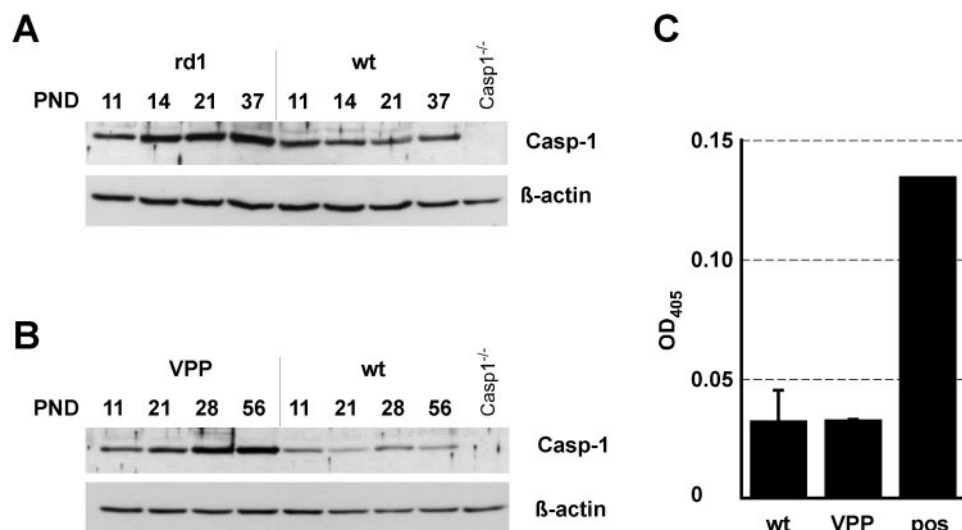 A
rd1 wt
PND 11 14 21 37 11 14 21 37 Casp1-/-
Casp-1
ß-actin
B
VPP wt
PND 11 21 28 56 11 21 28 56 Casp1-/-
Casp-1
ß-actin
C
0.15
0.10
0.05
0
OD405
wt VPP pos